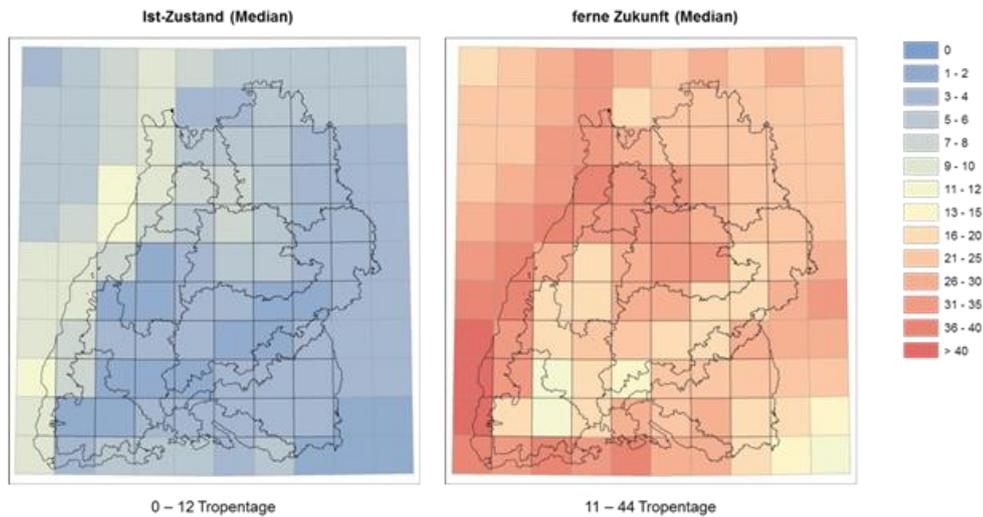 Ist-Zustand (Median)
ferne Zukunft (Median)
0
1 - 2
3 - 4
5 - 6
7 - 8
9 - 10
11 - 12
13 - 15
16 - 20
21 - 25
26 - 30
31 - 35
36 - 40
> 40
0 – 12 Tropentage
11 – 44 Tropentage